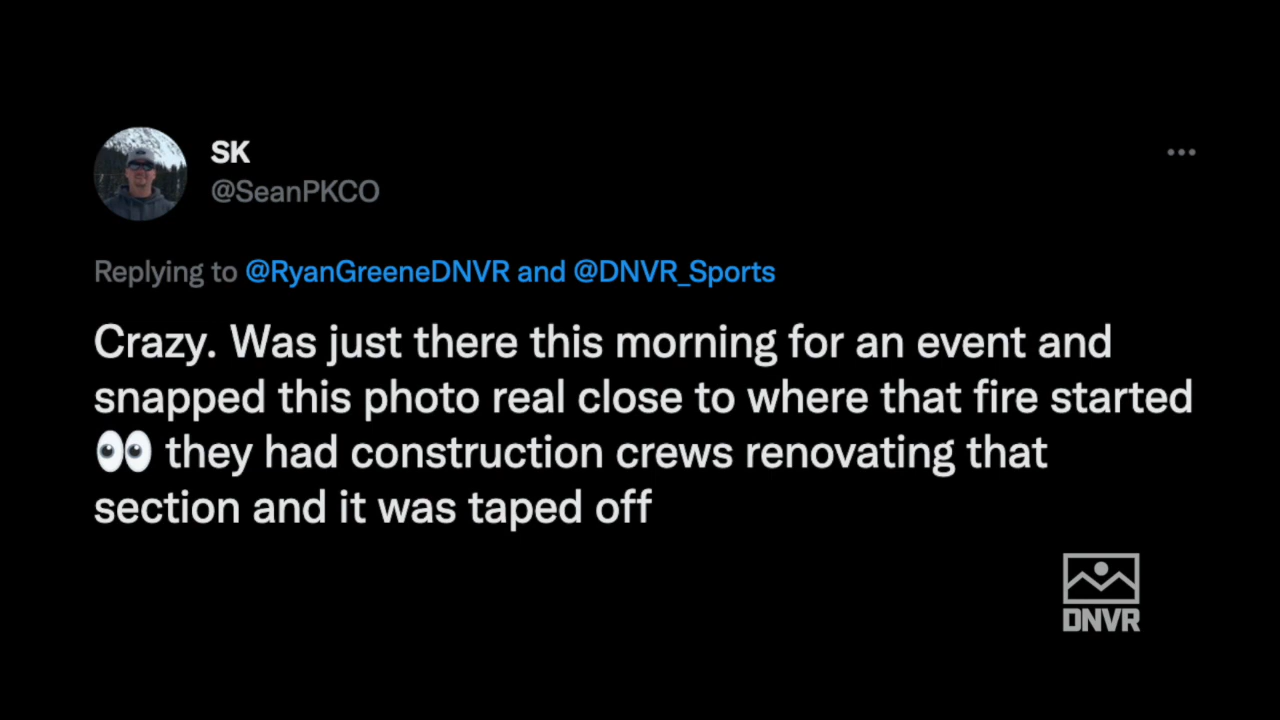 SK
@SeanPKCO
Replying to @RyanGreeneDNVR and @DNVR_Sports
Crazy. Was just there this morning for an event and
snapped this photo real close to where that fire started
👀 they had construction crews renovating that
section and it was taped off
DNVR